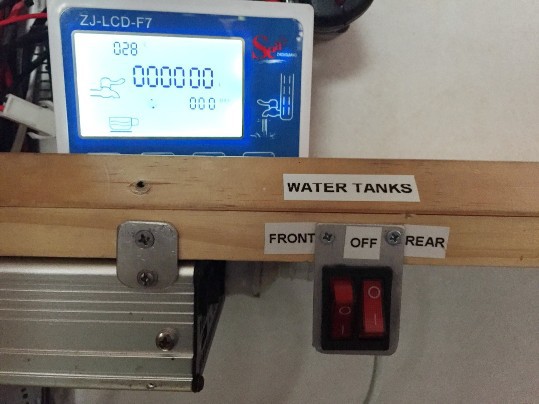 ZJ-LCD-F7
028
000000
000
WATER TANKS
FRONT OFF REAR